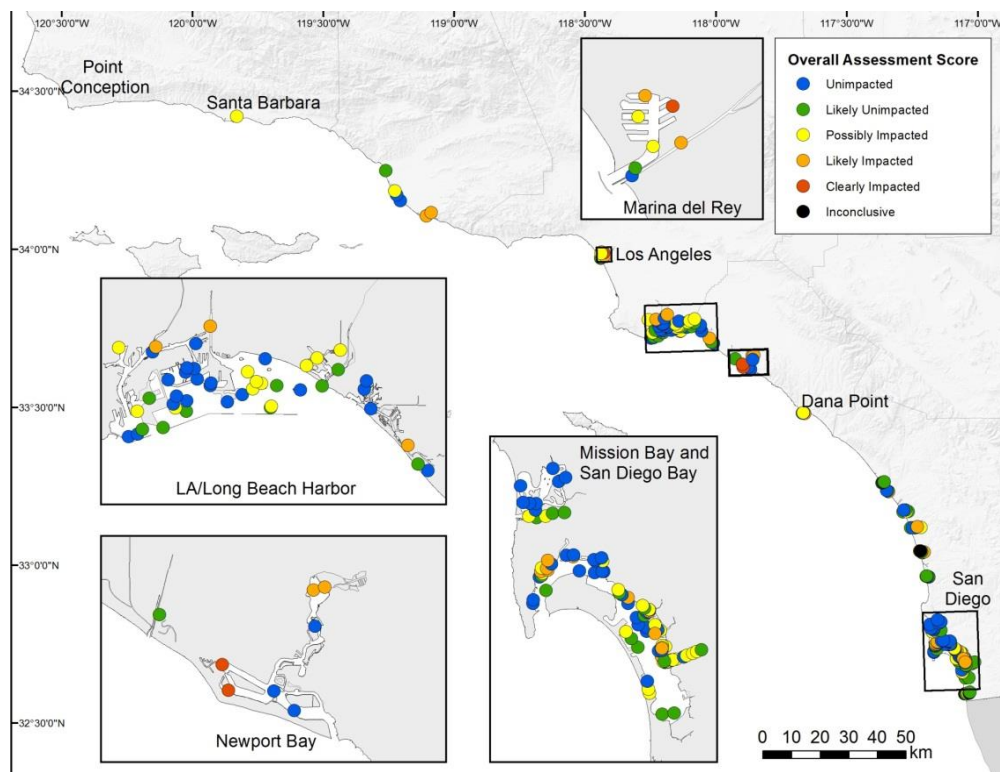 120°0'0"W
119°30'0"W
119°0'0"W
118°30'0"W
118°0'0"W
117°30'0"W
117°0'0"W
34°30'0"N
34°0'0"N
33°30'0"N
33°0'0"N
32°30'0"N
Point
Conception
Santa Barbara
Marina del Rey
Overall Assessment Score
Unimpacted
Likely Unimpacted
Possibly Impacted
Likely Impacted
Clearly Impacted
Inconclusive
Los Angeles
LA/Long Beach Harbor
Dana Point
Mission Bay and
San Diego Bay
San
Diego
Newport Bay
0 10 20 30 40 50
km